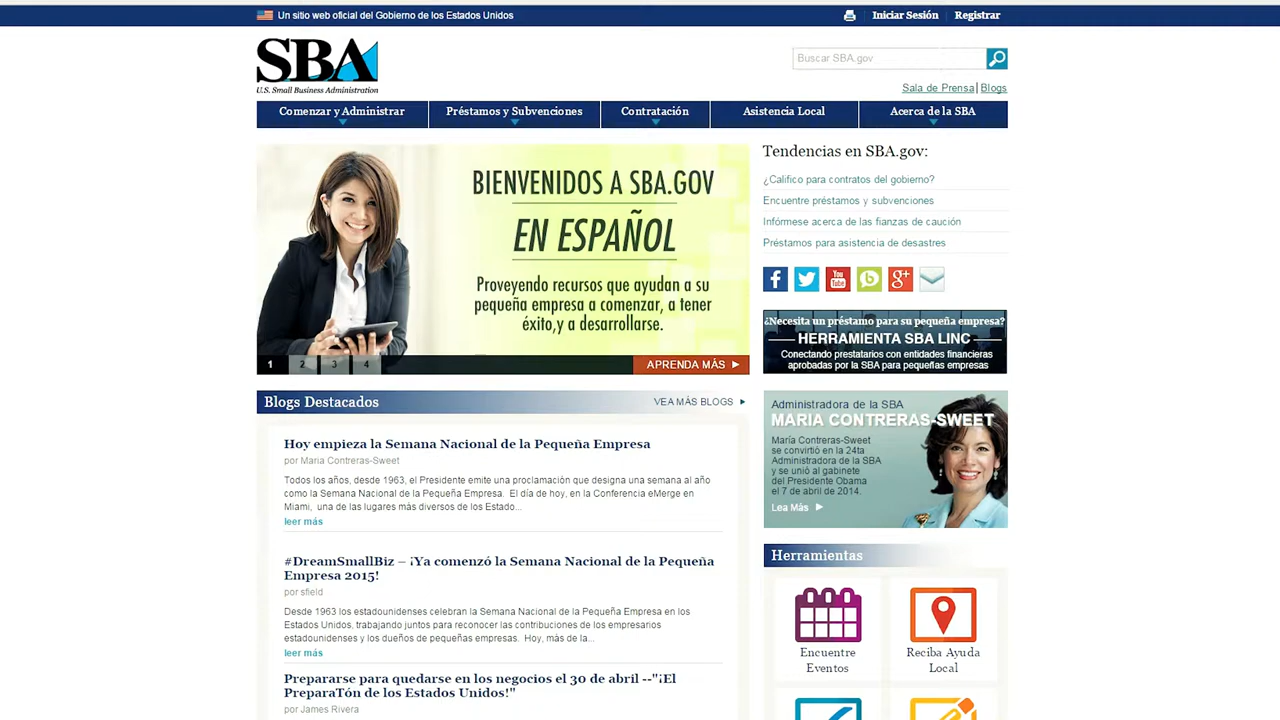 Un sitio web oficial del Gobierno de los Estados Unidos
Iniciar Sesión
Registrar
SBA
U.S. Small Business Administration
Buscar SBA.gov
Sala de Prensa
Blogs
Comenzar y Administrar
Préstamos y Subvenciones
Contratación
Asistencia Local
Acerca de la SBA
BIENVENIDOS A SBA.GOV
EN ESPAÑOL
Proveyendo recursos que ayudan a su
pequeña empresa a comenzar, a tener
éxito,y a desarrollarse.
1
2
3
4
APRENDA MÁS
Tendencias en SBA.gov:
¿Califico para contratos del gobierno?
Encuentre préstamos y subvenciones
Infórmese acerca de las fianzas de caución
Préstamos para asistencia de desastres
You
Tube
¿Necesita un préstamo para su pequeña empresa?
HERRAMIENTA SBA LINC
Conectando prestatarios con entidades financieras
aprobadas por la SBA para pequeñas empresas
Blogs Destacados
VEA MÁS BLOGS
Hoy empieza la Semana Nacional de la Pequeña Empresa
por Maria Contreras-Sweet
Todos los años, desde 1963, el Presidente emite una proclamación que designa una semana al año
como la Semana Nacional de la Pequeña Empresa.  El día de hoy, en la Conferencia eMerge en
Miami,  una de las lugares más diversos de los Estado...
leer más
#DreamSmallBiz – ¡Ya comenzó la Semana Nacional de la Pequeña
Empresa 2015!
por sfield
Desde 1963 los estadounidenses celebran la Semana Nacional de la Pequeña Empresa en los
Estados Unidos, trabajando juntos para reconocer las contribuciones de los empresarios
estadounidenses y los dueños de pequeñas empresas.  Hoy, más de la...
leer más
Prepararse para quedarse en los negocios el 30 de abril --"¡El
PreparaTón de los Estados Unidos!"
por James Rivera
Administradora de la SBA
MARIA CONTRERAS-SWEET
María Contreras-Sweet
se convirtió en la 24ta
Administradora de la SBA
y se unió al gabinete
del Presidente Obama
el 7 de abril de 2014.
Lea Más
Herramientas
Encuentre
Eventos
Reciba Ayuda
Local